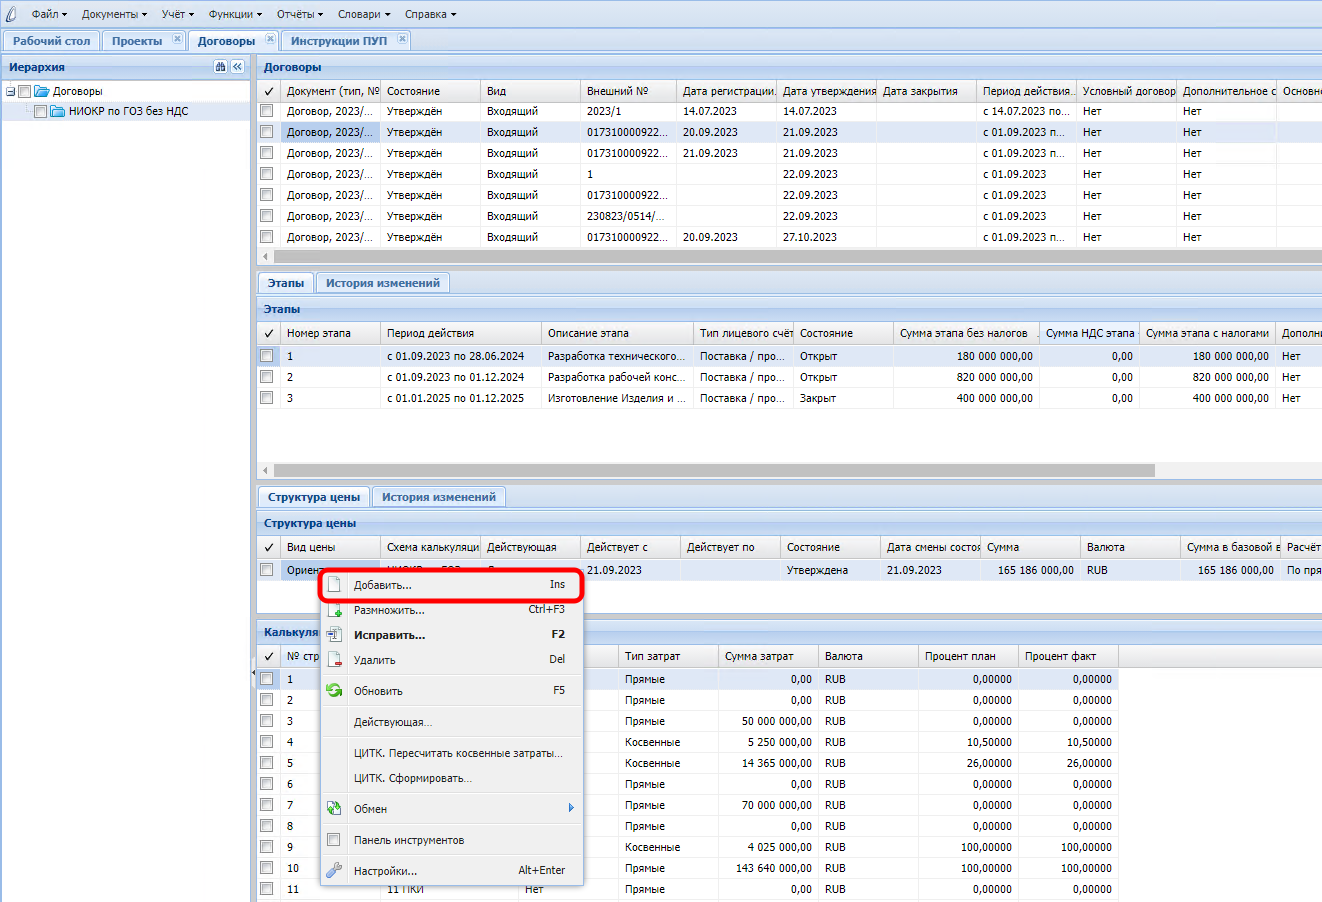 Файл Документы Учёт Функции Отчёты Словари Справка
Рабочий стол Проекты Договоры Инструкции ПУП
Иерархия
Договоры
НИОКР по ГОЗ без НДС
Договоры
Документ (тип, № Состояние Вид Внешний № Дата регистрации. Дата утверждения Дата закрытия Период действия.. Условный договор Дополнительное с Основн
Договор, 2023/... Утверждён Входящий 2023/1 14.07.2023 14.07.2023 с 14.07.2023 по... Нет Нет
Договор, 2023/... Утверждён Входящий 017310000922... 20.09.2023 21.09.2023 с 01.09.2023 п... Нет Нет
Договор, 2023/... Утверждён Входящий 017310000922... 21.09.2023 21.09.2023 с 01.09.2023 п... Нет Нет
Договор, 2023/... Утверждён Входящий 1 22.09.2023 с 01.09.2023 Нет Нет
Договор, 2023/... Утверждён Входящий 017310000922... 22.09.2023 с 01.09.2023 Нет Нет
Договор, 2023/... Утверждён Входящий 230823/0514/... 22.09.2023 с 01.09.2023 Нет Нет
Договор, 2023/... Утверждён Входящий 017310000922... 20.09.2023 27.10.2023 с 01.09.2023 п... Нет Нет
Этапы История изменений
Этапы
Номер этапа Период действия Описание этапа Тип лицевого счёт Состояние Сумма этапа без налогов Сумма НДС этапа Сумма этапа с налогами Дополни
1 с 01.09.2023 по 28.06.2024 Разработка технического... Поставка / про... Открыт 180 000 000,00 0,00 180 000 000,00 Нет
2 с 01.09.2023 по 01.12.2024 Разработка рабочей конс... Поставка / про... Открыт 820 000 000,00 0,00 820 000 000,00 Нет
3 с 01.01.2025 по 01.12.2025 Изготовление Изделия и ... Поставка / про... Закрыт 400 000 000,00 0,00 400 000 000,00 Нет
Структура цены История изменений
Структура цены
Вид цены Схема калькуляци Действующая Действует с Действует по Состояние Дата смены состоя Сумма Валюта Сумма в базовой в Расчёт
Ориент 21.09.2023 Утверждена 21.09.2023 165 186 000,00 RUB 165 186 000,00 По пря
Добавить... Ins
Размножить... Ctrl+F3
Исправить... F2
Удалить Del
Обновить F5
Действующая...
ЦИТК. Пересчитать косвенные затраты...
ЦИТК. Сформировать...
Обмен
Панель инструментов
Настройки... Alt+Enter
Калькуля
№ стр Тип затрат Сумма затрат Валюта Процент план Процент факт
1 Прямые 0,00 RUB 0,00000 0,00000
2 Прямые 0,00 RUB 0,00000 0,00000
3 Прямые 50 000 000,00 RUB 0,00000 0,00000
4 Косвенные 5 250 000,00 RUB 10,50000 10,50000
5 Косвенные 14 365 000,00 RUB 26,00000 26,00000
6 Прямые 0,00 RUB 0,00000 0,00000
7 Прямые 70 000 000,00 RUB 0,00000 0,00000
8 Прямые 0,00 RUB 0,00000 0,00000
9 Косвенные 4 025 000,00 RUB 100,00000 100,00000
10 Прямые 143 640 000,00 RUB 100,00000 100,00000
11 11 ПКИ Нет Прямые 0,00 RUB 0,00000 0,00000